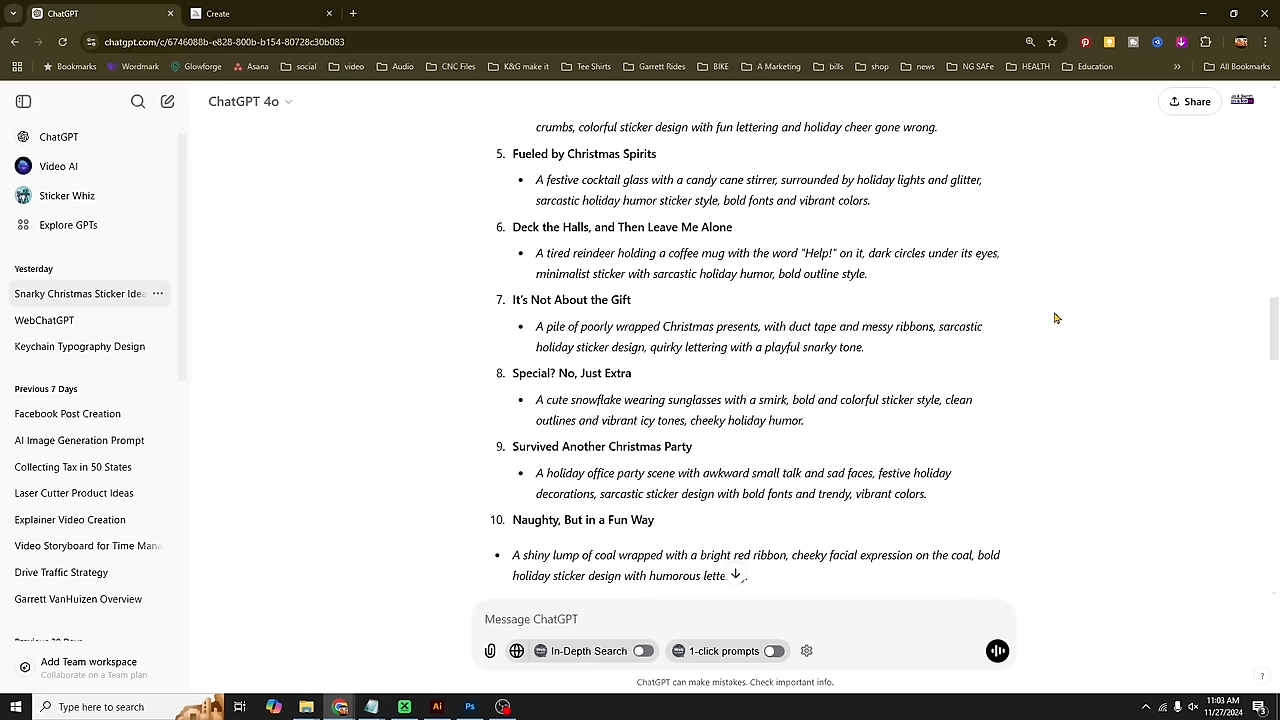 ChatGPT
Create
chatgpt.com/c/6746088b-e828-800b-b154-80728c30b083
Bookmarks Wordmark Glowforge Asana social video Audio CNC Files K&G make it Tee Shirts Garrett Rides BIKE A Marketing bills shop news NG SAFe HEALTH Education All Bookmarks
ChatGPT 4o
Share
ChatGPT
Video AI
Sticker Whiz
Explore GPTs
Yesterday
Snarky Christmas Sticker Idea
WebChatGPT
Keychain Typography Design
Previous 7 Days
Facebook Post Creation
AI Image Generation Prompt
Collecting Tax in 50 States
Laser Cutter Product Ideas
Explainer Video Creation
Video Storyboard for Time Mana
Drive Traffic Strategy
Garrett VanHuizen Overview
Previous 30 Days
Add Team workspace
Collaborate on a Team plan
crumbs, colorful sticker design with fun lettering and holiday cheer gone wrong.
5. Fueled by Christmas Spirits
• A festive cocktail glass with a candy cane stirrer, surrounded by holiday lights and glitter,
sarcastic holiday humor sticker style, bold fonts and vibrant colors.
6. Deck the Halls, and Then Leave Me Alone
• A tired reindeer holding a coffee mug with the word "Help!" on it, dark circles under its eyes,
minimalist sticker with sarcastic holiday humor, bold outline style.
7. It's Not About the Gift
• A pile of poorly wrapped Christmas presents, with duct tape and messy ribbons, sarcastic
holiday sticker design, quirky lettering with a playful snarky tone.
8. Special? No, Just Extra
• A cute snowflake wearing sunglasses with a smirk, bold and colorful sticker style, clean
outlines and vibrant icy tones, cheeky holiday humor.
9. Survived Another Christmas Party
• A holiday office party scene with awkward small talk and sad faces, festive holiday
decorations, sarcastic sticker design with bold fonts and trendy, vibrant colors.
10. Naughty, But in a Fun Way
• A shiny lump of coal wrapped with a bright red ribbon, cheeky facial expression on the coal, bold
holiday sticker design with humorous lette
Message ChatGPT
In-Depth Search 1-click prompts
ChatGPT can make mistakes. Check important info.
?
Type here to search
11:03 AM
11/27/2024